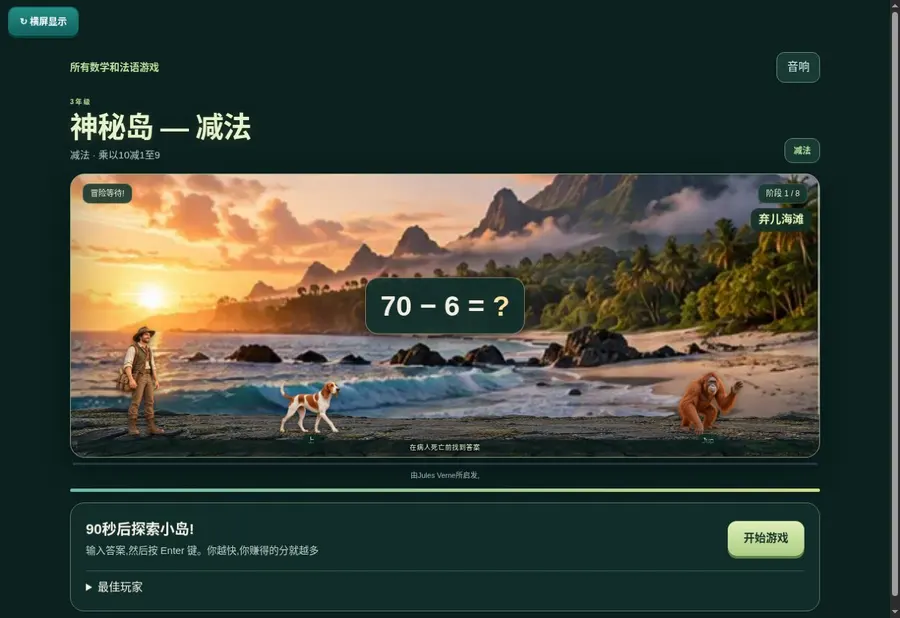 ↻ 横屏显示
所有数学和法语游戏
音响
3年级
神秘岛 — 减法
减法 · 乘以10减1至9
减法
冒险等待!
阶段 1 / 8
弃儿海滩
70 − 6 = ?
在病人死亡前找到答案
由Jules Verne所启发。
90秒后探索小岛!
输入答案,然后按 Enter 键。你越快,你赚得的分就越多
开始游戏
▶ 最佳玩家